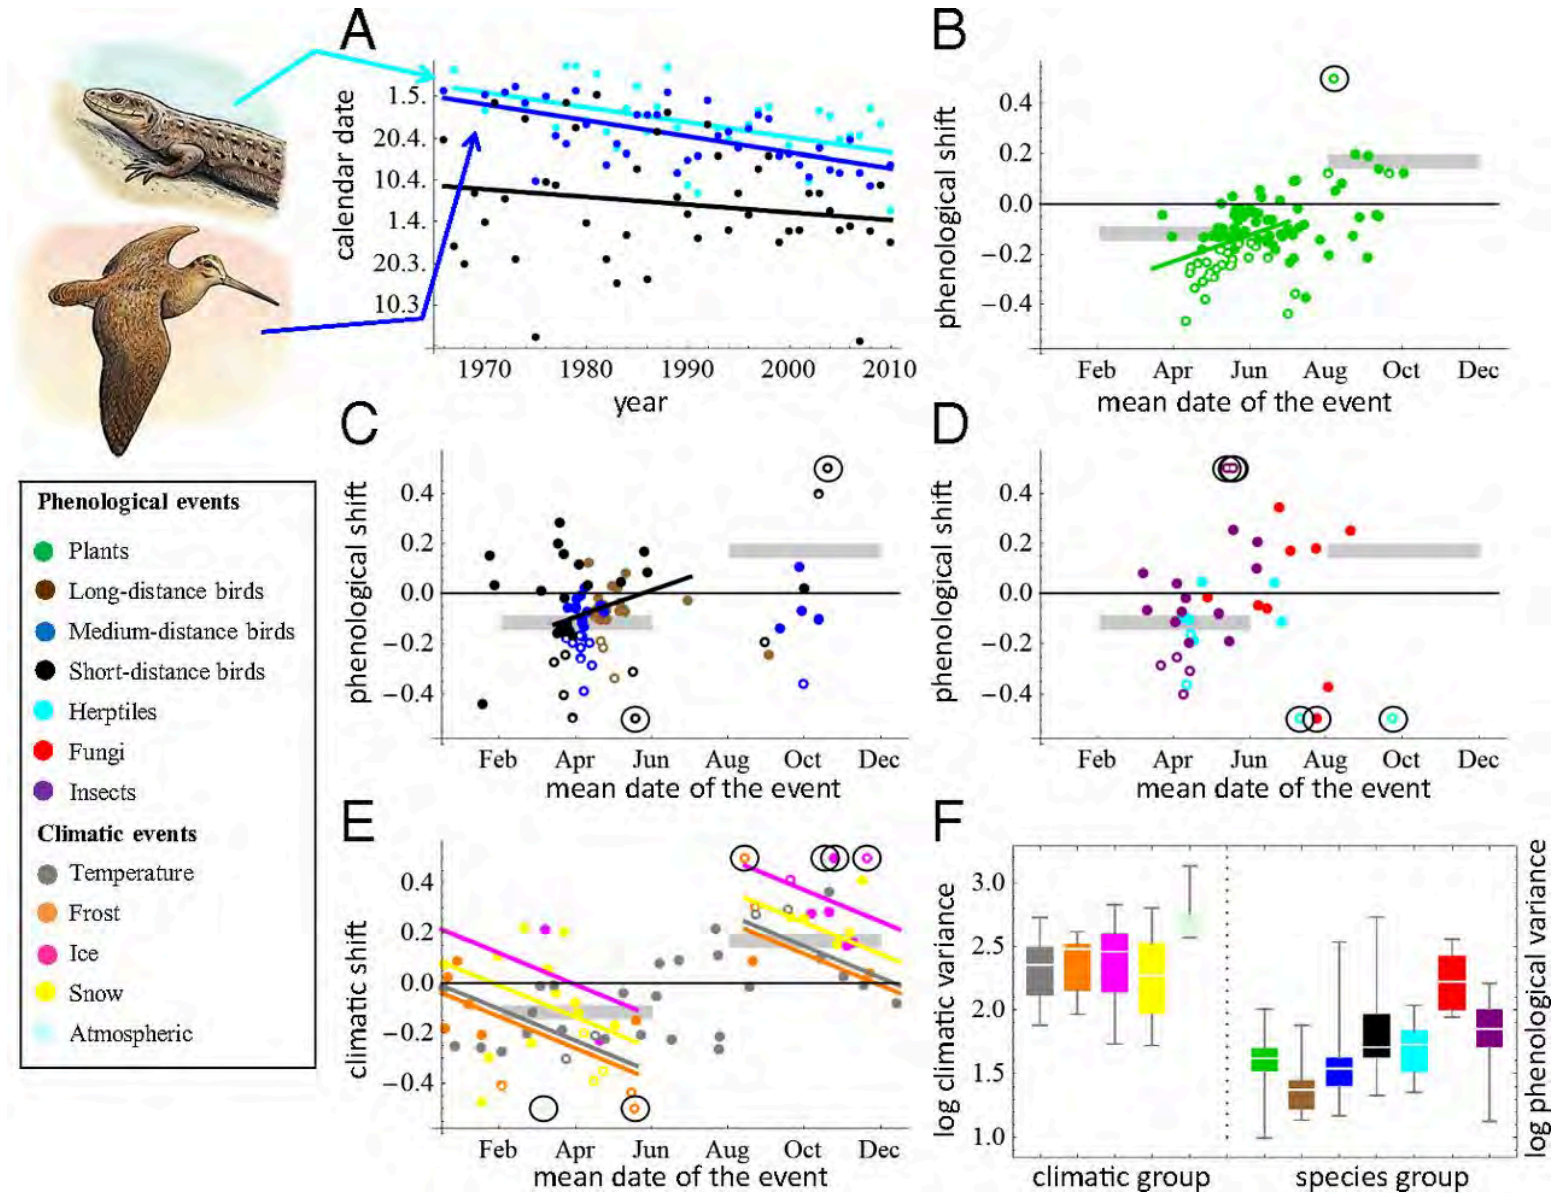 A
calendar date
1.5.
20.4.
10.4.
1.4.
20.3.
10.3.
1970 1980 1990 2000 2010
year
B
phenological shift
0.4
0.2
0.0
−0.2
−0.4
Feb Apr Jun Aug Oct Dec
mean date of the event
C
phenological shift
0.4
0.2
0.0
−0.2
−0.4
Feb Apr Jun Aug Oct Dec
mean date of the event
D
phenological shift
0.4
0.2
0.0
−0.2
−0.4
Feb Apr Jun Aug Oct Dec
mean date of the event
Phenological events
Plants
Long-distance birds
Medium-distance birds
Short-distance birds
Herptiles
Fungi
Insects
Climatic events
Temperature
Frost
Ice
Snow
Atmospheric
E
climatic shift
0.4
0.2
0.0
−0.2
−0.4
Feb Apr Jun Aug Oct Dec
mean date of the event
F
log climatic variance
3.0
2.5
2.0
1.5
1.0
log phenological variance
climatic group species group